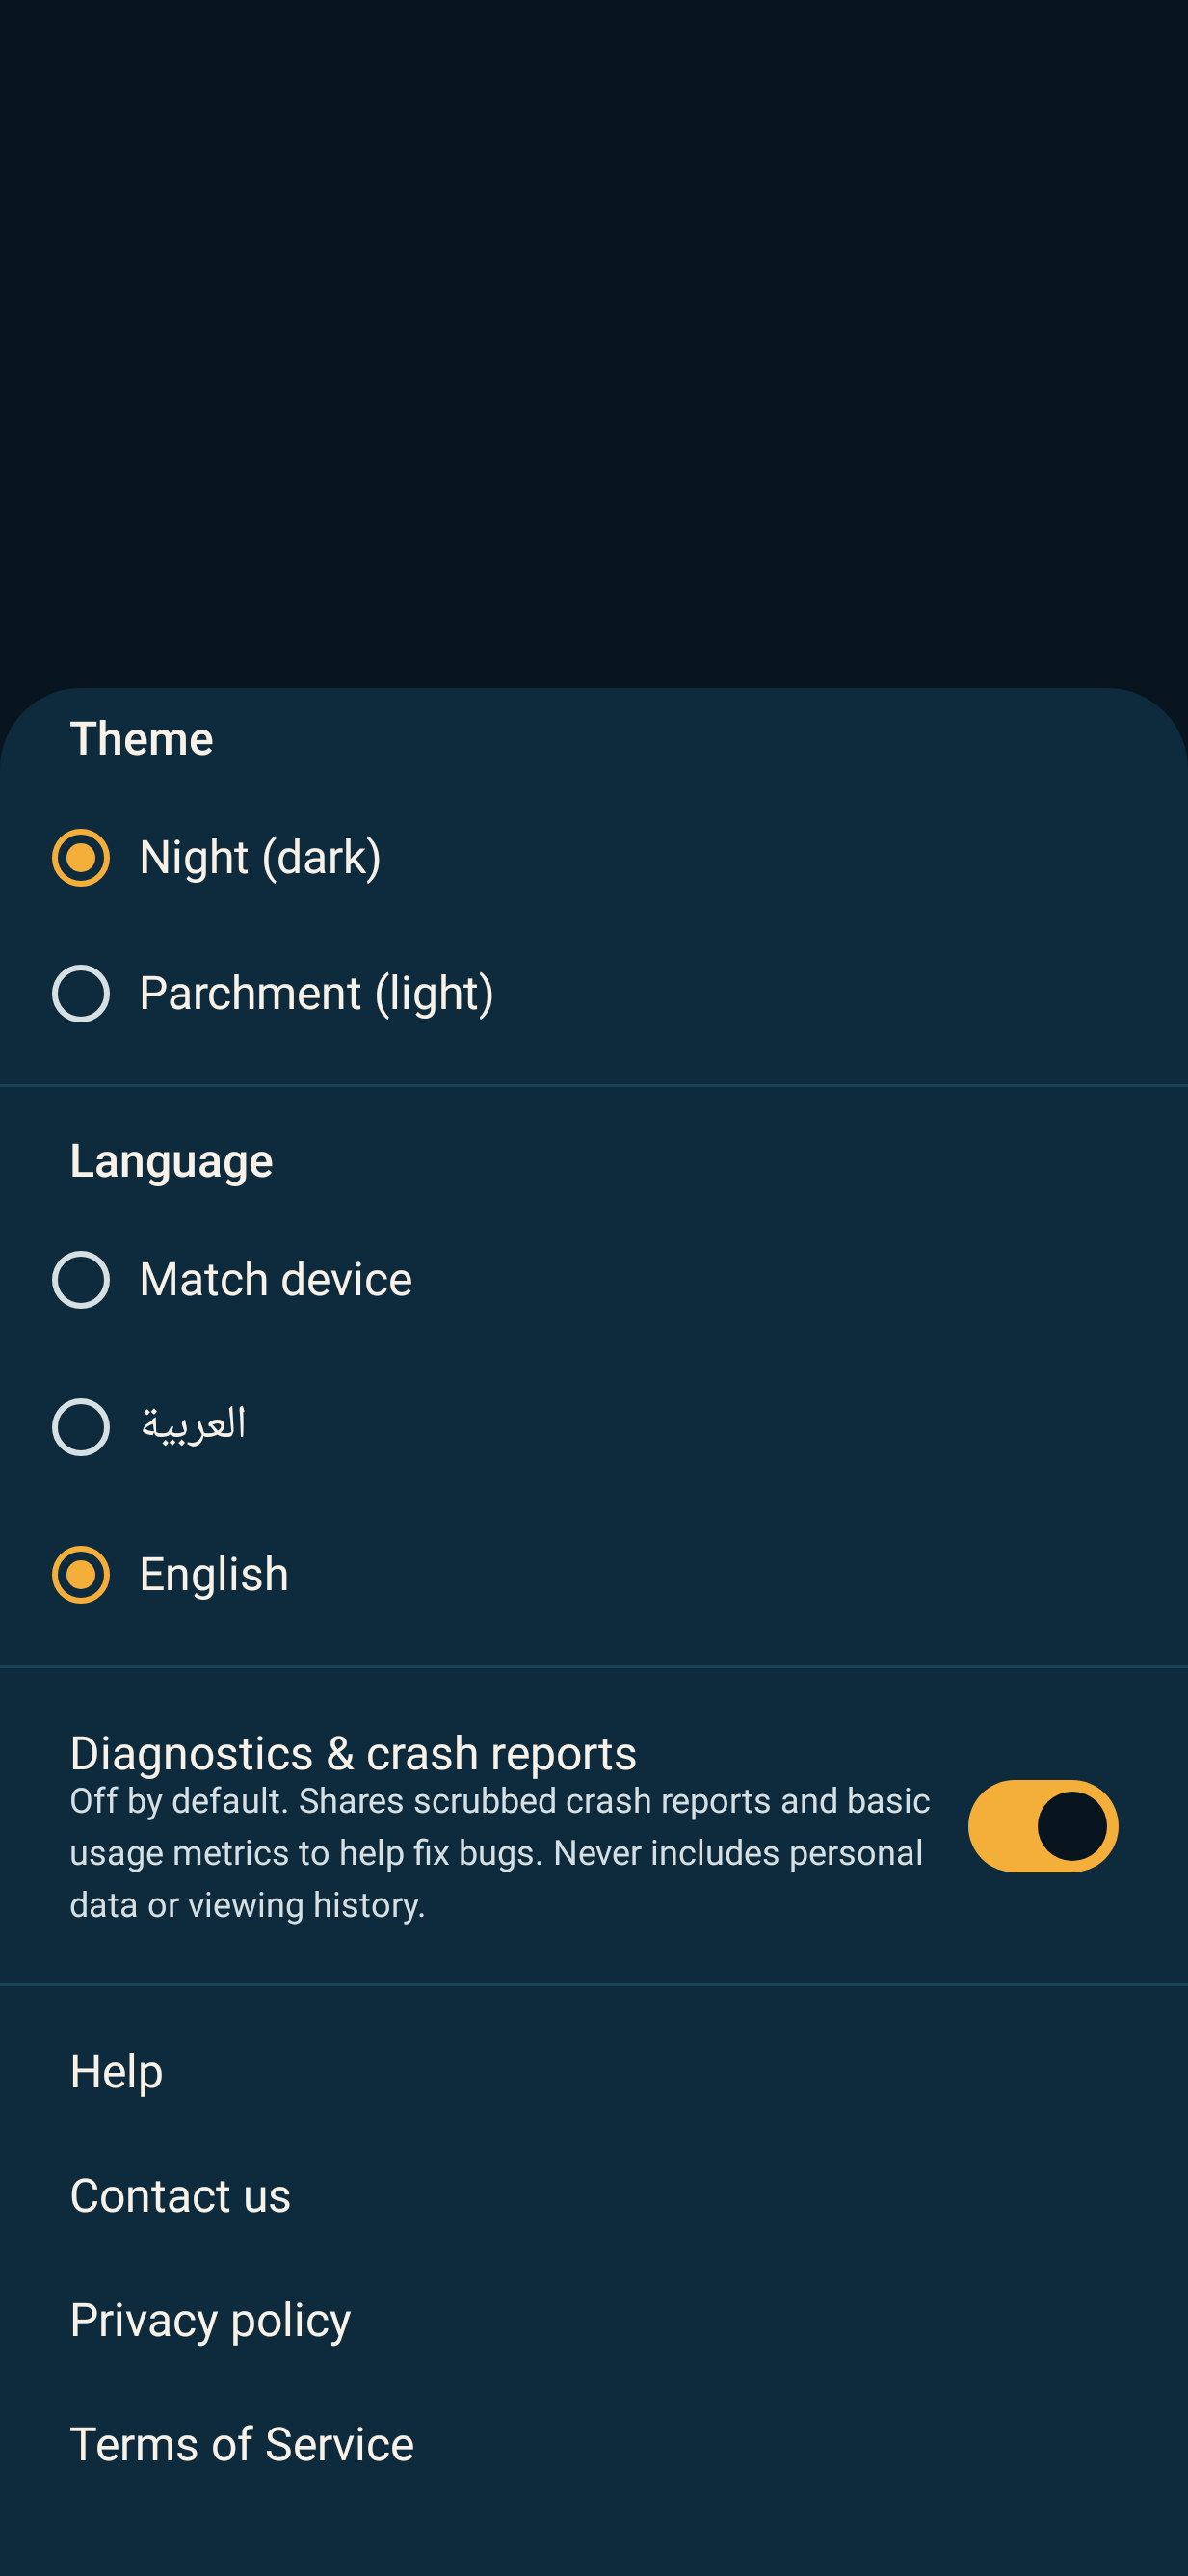 Theme
Night (dark)
Parchment (light)
Language
Match device
العربية
English
Diagnostics & crash reports
Off by default. Shares scrubbed crash reports and basic
usage metrics to help fix bugs. Never includes personal
data or viewing history.
Help
Contact us
Privacy policy
Terms of Service